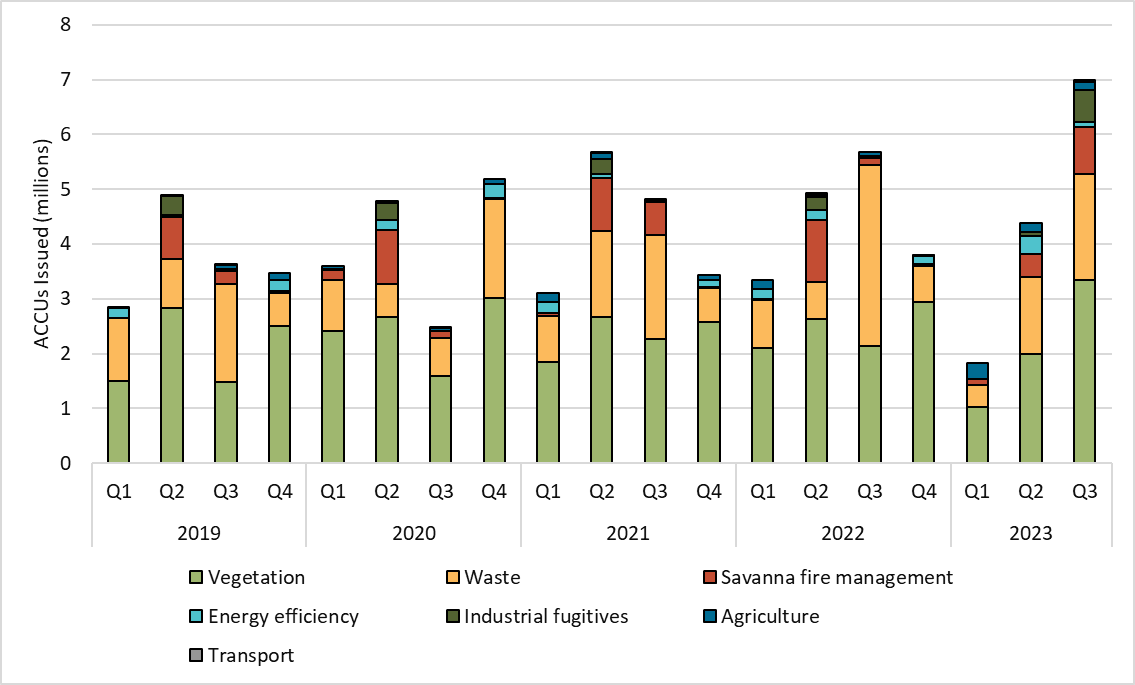 8
7
6
5
4
3
2
1
0
ACCUs Issued (millions)
Q1 Q2 Q3 Q4 Q1 Q2 Q3 Q4 Q1 Q2 Q3 Q4 Q1 Q2 Q3 Q4 Q1 Q2 Q3
2019 2020 2021 2022 2023
Vegetation Waste Savanna fire management
Energy efficiency Industrial fugitives Agriculture
Transport